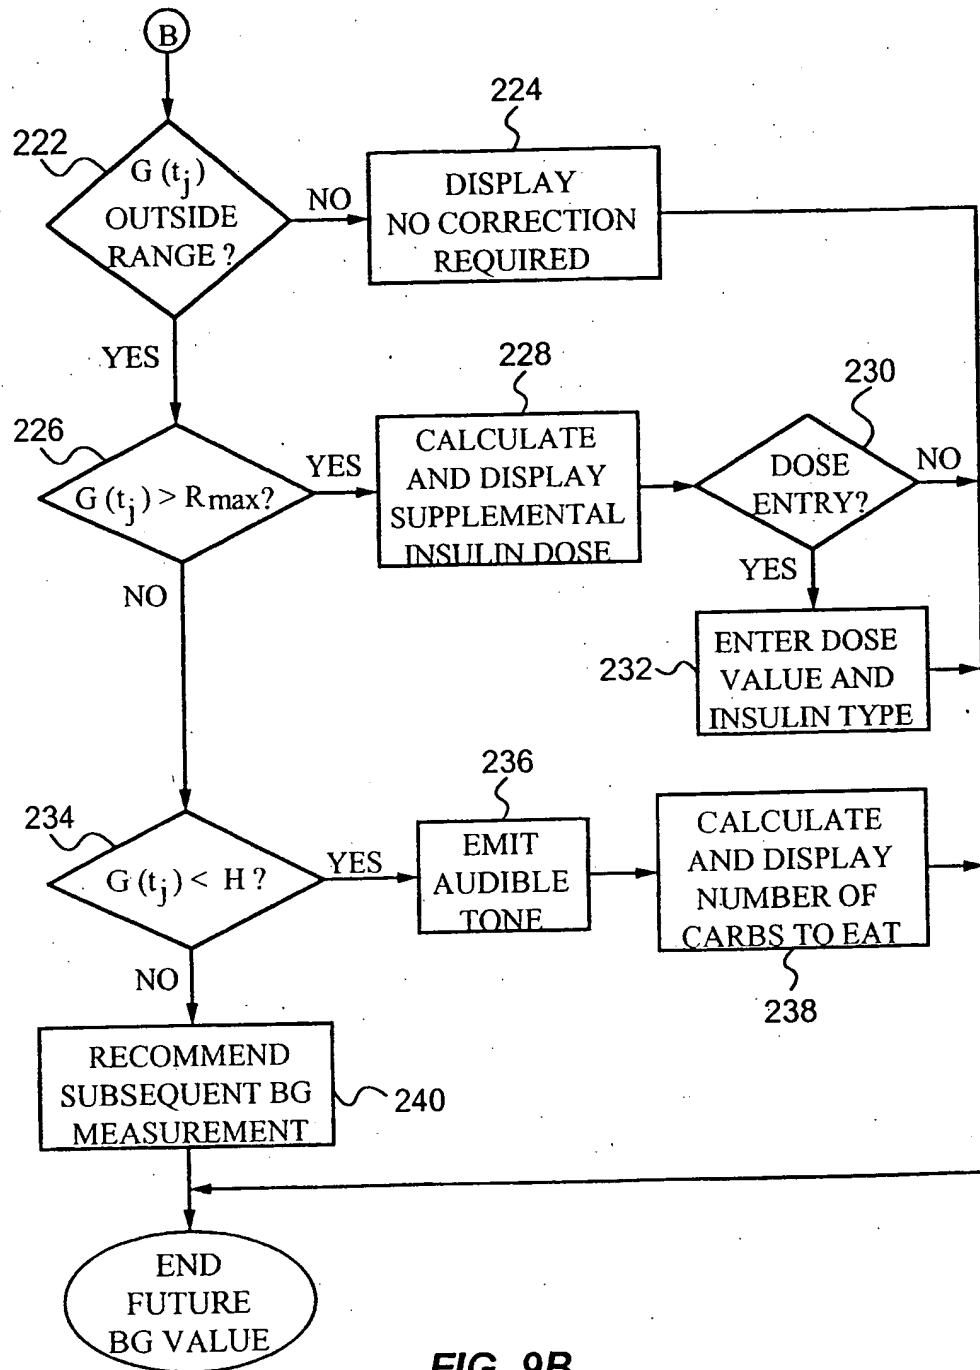 B
222
G (tj)
OUTSIDE
RANGE ?
NO
224
DISPLAY
NO CORRECTION
REQUIRED
YES
226
G (tj) > Rmax?
YES
228
CALCULATE
AND DISPLAY
SUPPLEMENTAL
INSULIN DOSE
230
DOSE
ENTRY?
NO
YES
232
ENTER DOSE
VALUE AND
INSULIN TYPE
NO
234
G (tj) < H ?
YES
236
EMIT
AUDIBLE
TONE
CALCULATE
AND DISPLAY
NUMBER OF
CARBS TO EAT
238
NO
RECOMMEND
SUBSEQUENT BG
MEASUREMENT
240
END
FUTURE
BG VALUE
FIG. 9B